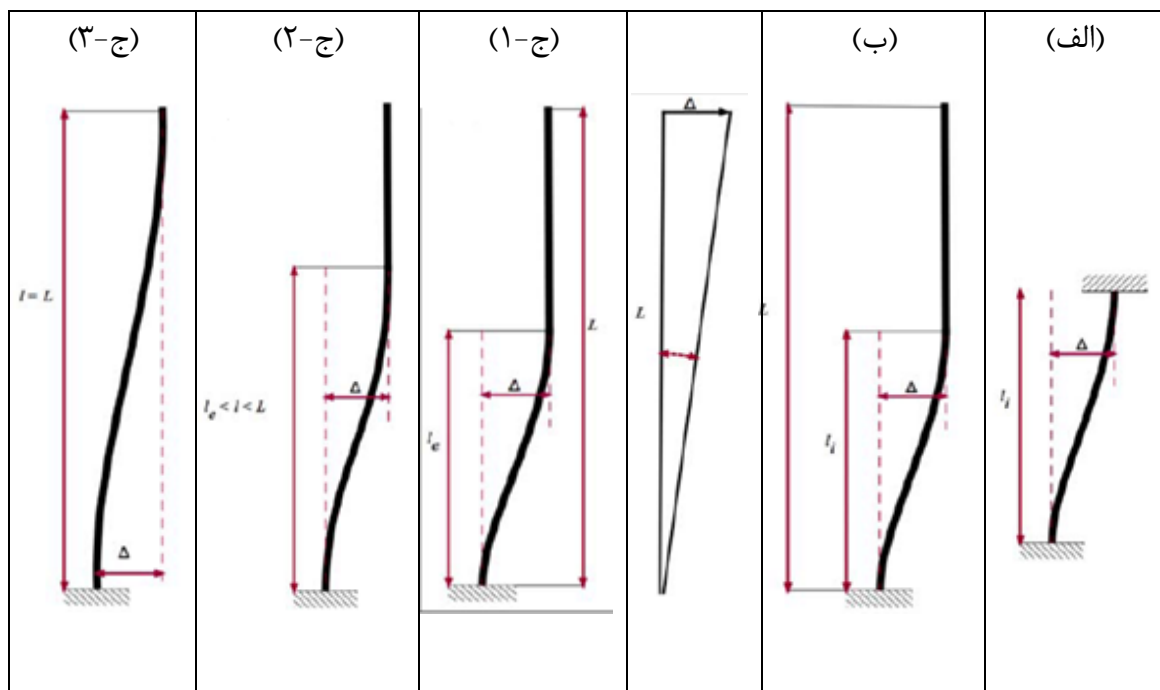 (الف)
Δ
l_i
(ب)
L
Δ
l_i
Δ
L
(ج-۱)
L
Δ
l_e
(ج-۲)
Δ
l_e < l < L
(ج-۳)
l = L
Δ